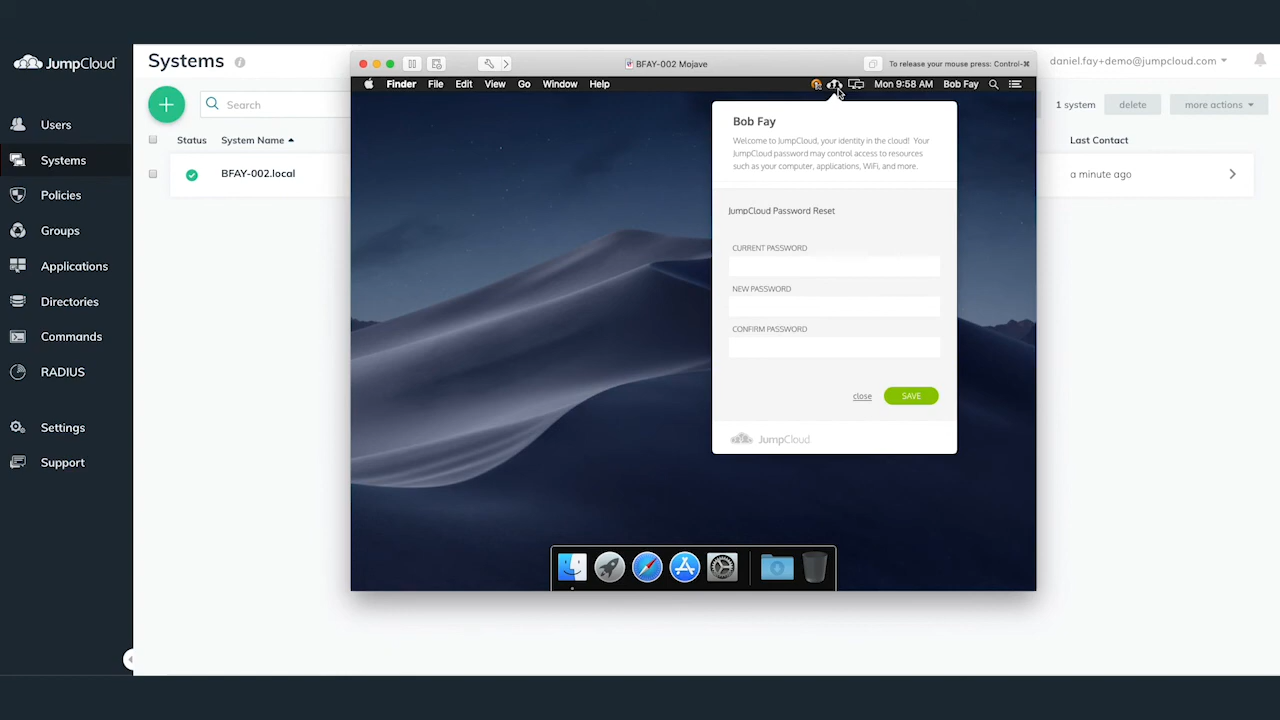 JumpCloud
Users
Systems
Policies
Groups
Applications
Directories
Commands
RADIUS
Settings
Support
Systems
daniel.fay+demo@jumpcloud.com
Search
1 system
delete
more actions
Status
System Name
Last Contact
BFAY-002.local
a minute ago
BFAY-002 Mojave
To release your mouse press: Control-⌘
Finder File Edit View Go Window Help
Mon 9:58 AM Bob Fay
Bob Fay
Welcome to JumpCloud, your identity in the cloud! Your
JumpCloud password may control access to resources
such as your computer, applications, WiFi, and more.
JumpCloud Password Reset
CURRENT PASSWORD
NEW PASSWORD
CONFIRM PASSWORD
close
SAVE
JumpCloud